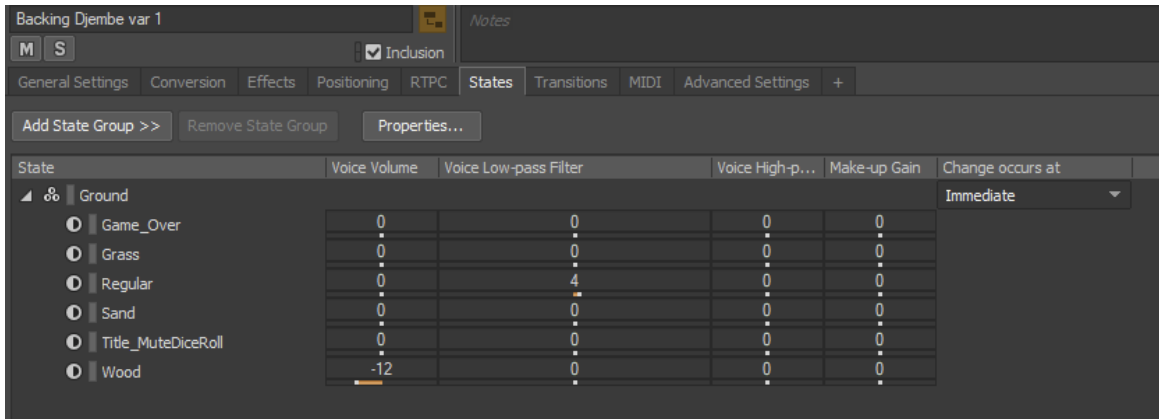 Backing Djembe var 1
Notes
M S
Inclusion
General Settings Conversion Effects Positioning RTPC States Transitions MIDI Advanced Settings +
Add State Group >> Remove State Group Properties...
State Voice Volume Voice Low-pass Filter Voice High-p... Make-up Gain Change occurs at
Ground Immediate
Game_Over 0 0 0 0
Grass 0 0 0 0
Regular 0 4 0 0
Sand 0 0 0 0
Title_MuteDiceRoll 0 0 0 0
Wood -12 0 0 0